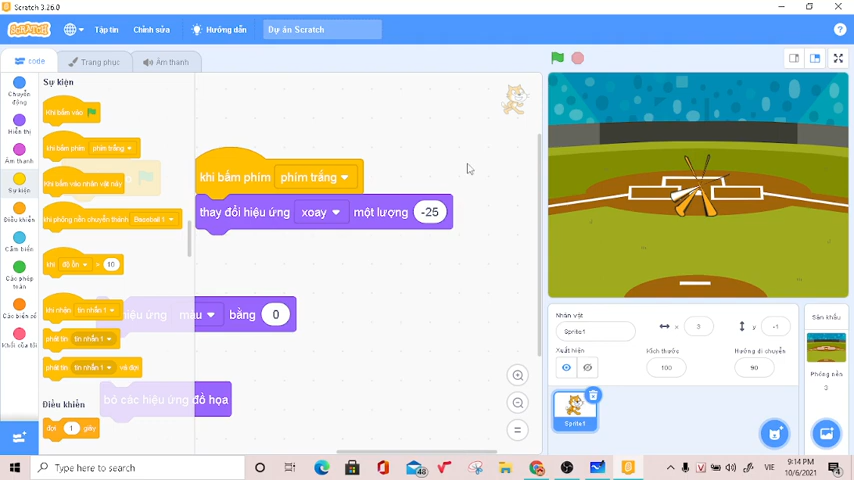 Scratch 3.26.0
SCRATCH
Tập tin
Chỉnh sửa
Hướng dẫn
Dự án Scratch
code
Trang phục
Âm thanh
Chuyển động
Hiển thị
Âm thanh
Sự kiện
Điều khiển
Cảm biến
Các phép toán
Các biến số
Khối của tôi
Sự kiện
Khi bấm vào
khi bấm phím phím trắng
Khi bấm vào nhân vật này
khi phông nền chuyển thành Baseball 1
khi độ ồn > 10
khi nhận tin nhắn 1
phát tin tin nhắn 1
phát tin tin nhắn 1 và đợi
Điều khiển
đợi 1 giây
khi bấm phím phím trắng
thay đổi hiệu ứng xoay một lượng -25
hiệu ứng màu bằng 0
bỏ các hiệu ứng đồ họa
Nhân vật
Sprite1
x 3
y -1
Xuất hiện
Kích thước
100
Hướng di chuyển
90
Sprite1
Sân khấu
Phông nền
3
Type here to search
48
VIE
9:14 PM
10/6/2021
4